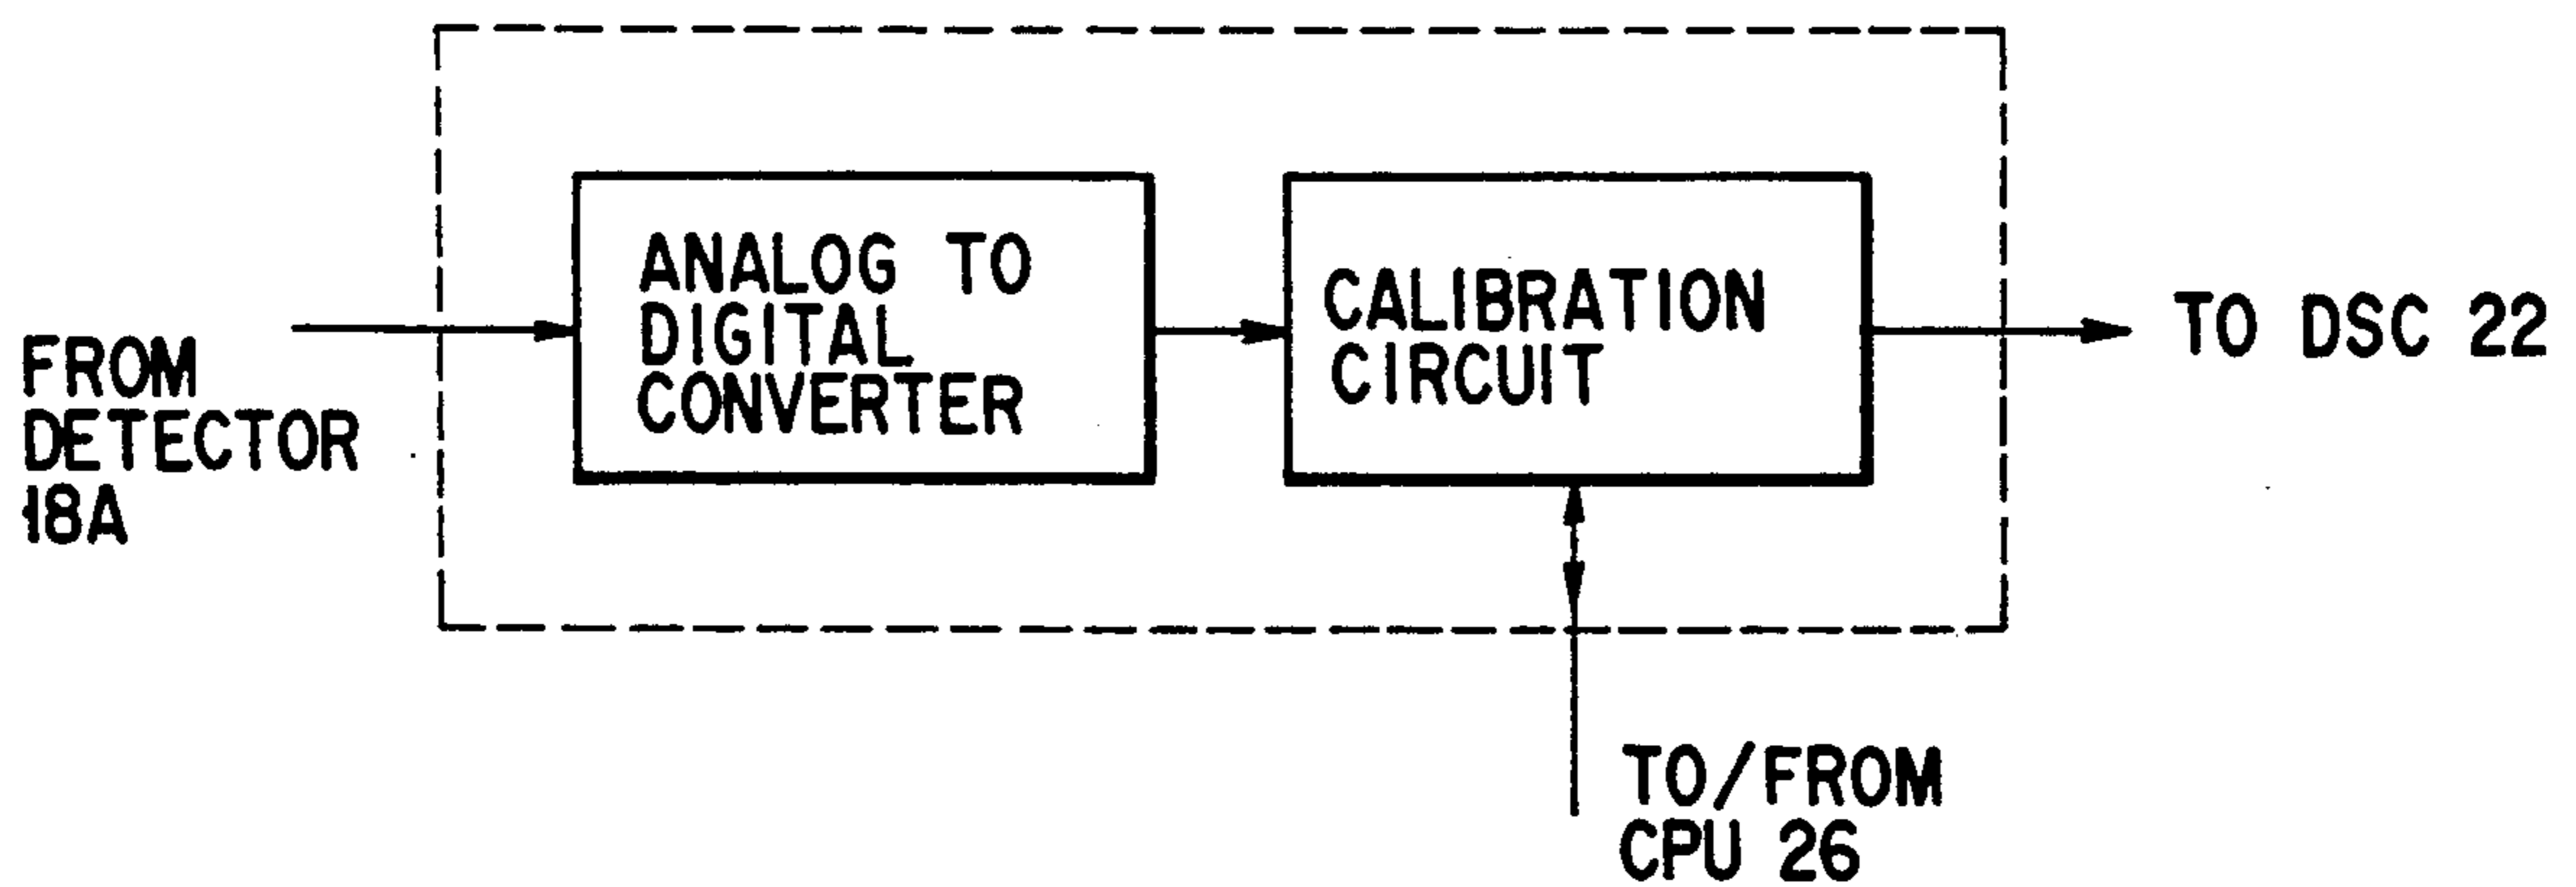 FROM
DETECTOR
18A
ANALOG TO
DIGITAL
CONVERTER
CALIBRATION
CIRCUIT
TO DSC 22
TO/FROM
CPU 26